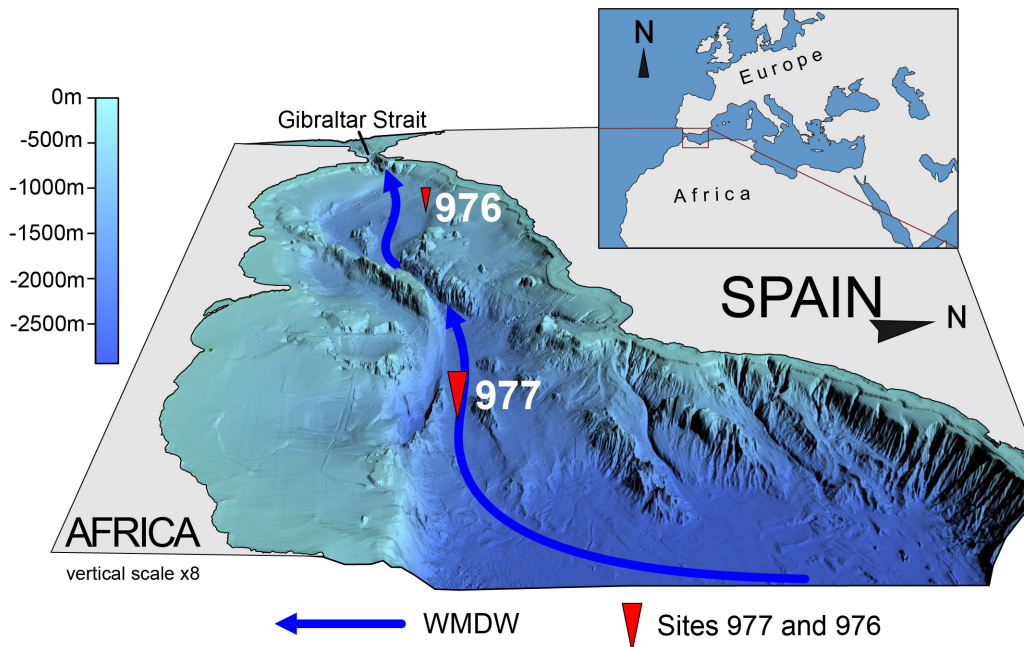 0m
-500m
-1000m
-1500m
-2000m
-2500m
Gibraltar Strait
976
977
N
Europe
Africa
SPAIN
N
AFRICA
vertical scale x8
WMDW
Sites 977 and 976